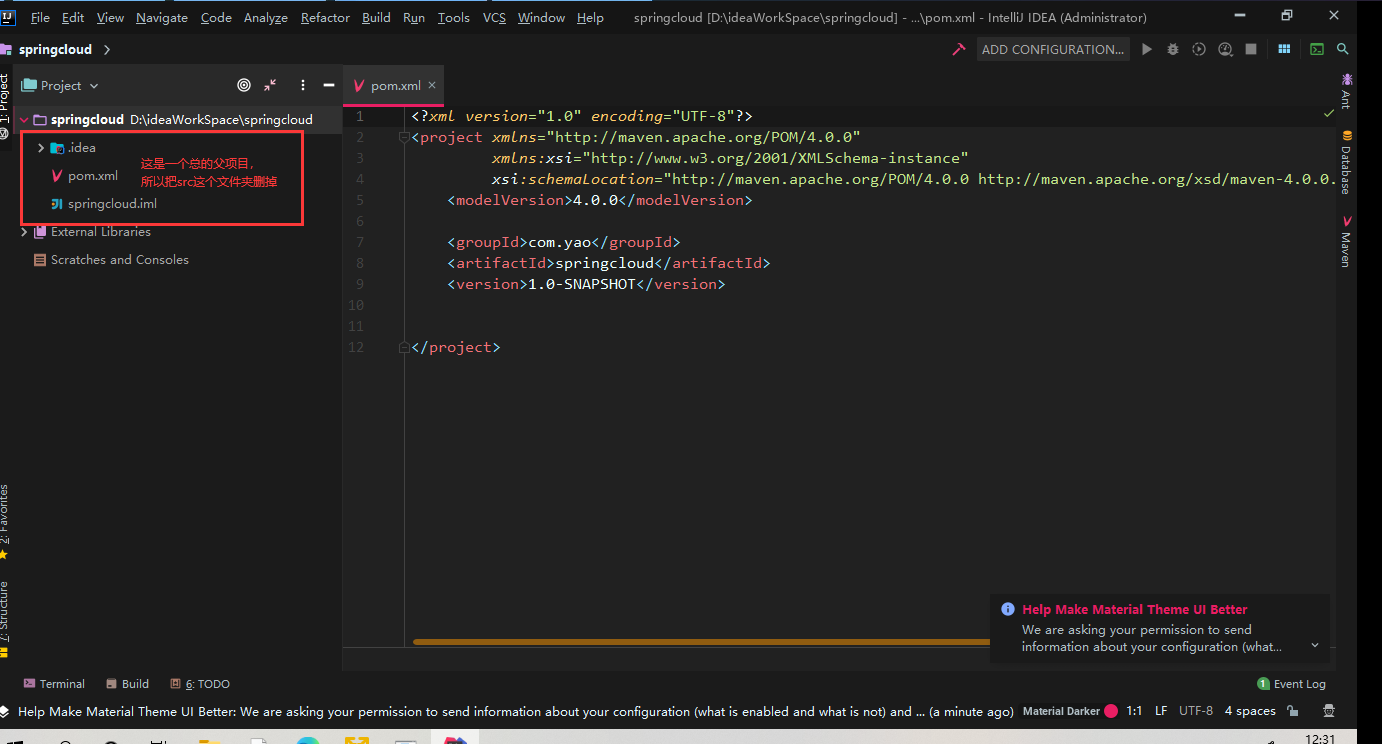 File Edit View Navigate Code Analyze Refactor Build Run Tools VCS Window Help springcloud [D:\ideaWorkSpace\springcloud] - ...\pom.xml - IntelliJ IDEA (Administrator)
springcloud
ADD CONFIGURATION...
Project
pom.xml
1: Project
springcloud D:\ideaWorkSpace\springcloud
.idea
pom.xml
springcloud.iml
这是一个总的父项目，
所以把src这个文件夹删掉
External Libraries
Scratches and Consoles
1 <?xml version="1.0" encoding="UTF-8"?>
2 <project xmlns="http://maven.apache.org/POM/4.0.0"
3 xmlns:xsi="http://www.w3.org/2001/XMLSchema-instance"
4 xsi:schemaLocation="http://maven.apache.org/POM/4.0.0 http://maven.apache.org/xsd/maven-4.0.0.
5 <modelVersion>4.0.0</modelVersion>
6
7 <groupId>com.yao</groupId>
8 <artifactId>springcloud</artifactId>
9 <version>1.0-SNAPSHOT</version>
10
11
12 </project>
Ant
Database
Maven
2: Favorites
7: Structure
Help Make Material Theme UI Better
We are asking your permission to send
information about your configuration (what...
Terminal Build 6: TODO
1 Event Log
Help Make Material Theme UI Better: We are asking your permission to send information about your configuration (what is enabled and what is not) and ... (a minute ago) Material Darker 1:1 LF UTF-8 4 spaces
12:31